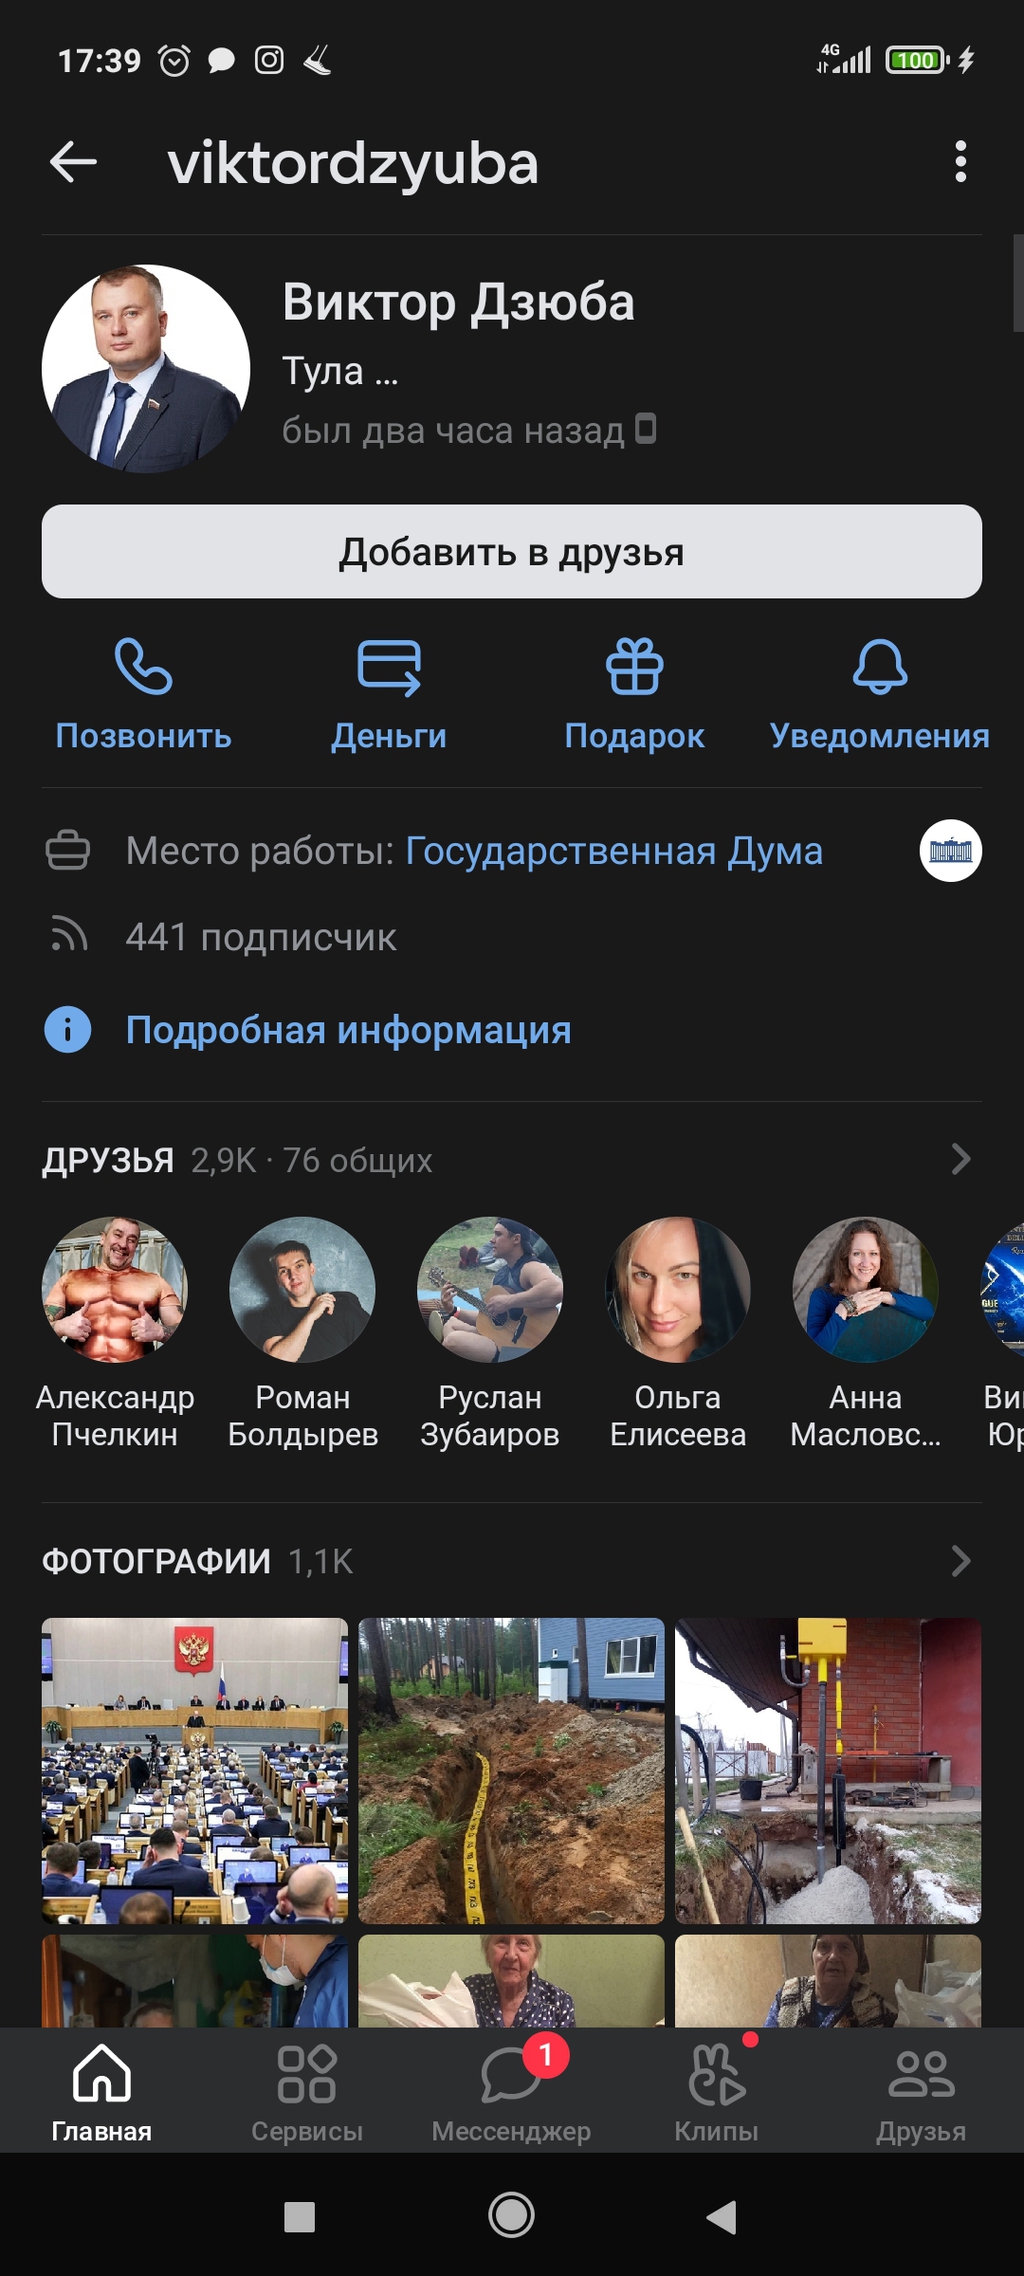 17:39
4G
100
viktordzyuba
Виктор Дзюба
Тула ...
был два часа назад
Добавить в друзья
Позвонить
Деньги
Подарок
Уведомления
Место работы: Государственная Дума
441 подписчик
Подробная информация
ДРУЗЬЯ 2,9K · 76 общих
Александр Пчелкин
Роман Болдырев
Руслан Зубаиров
Ольга Елисеева
Анна Масловс...
ФОТОГРАФИИ 1,1K
1
Главная
Сервисы
Мессенджер
Клипы
Друзья